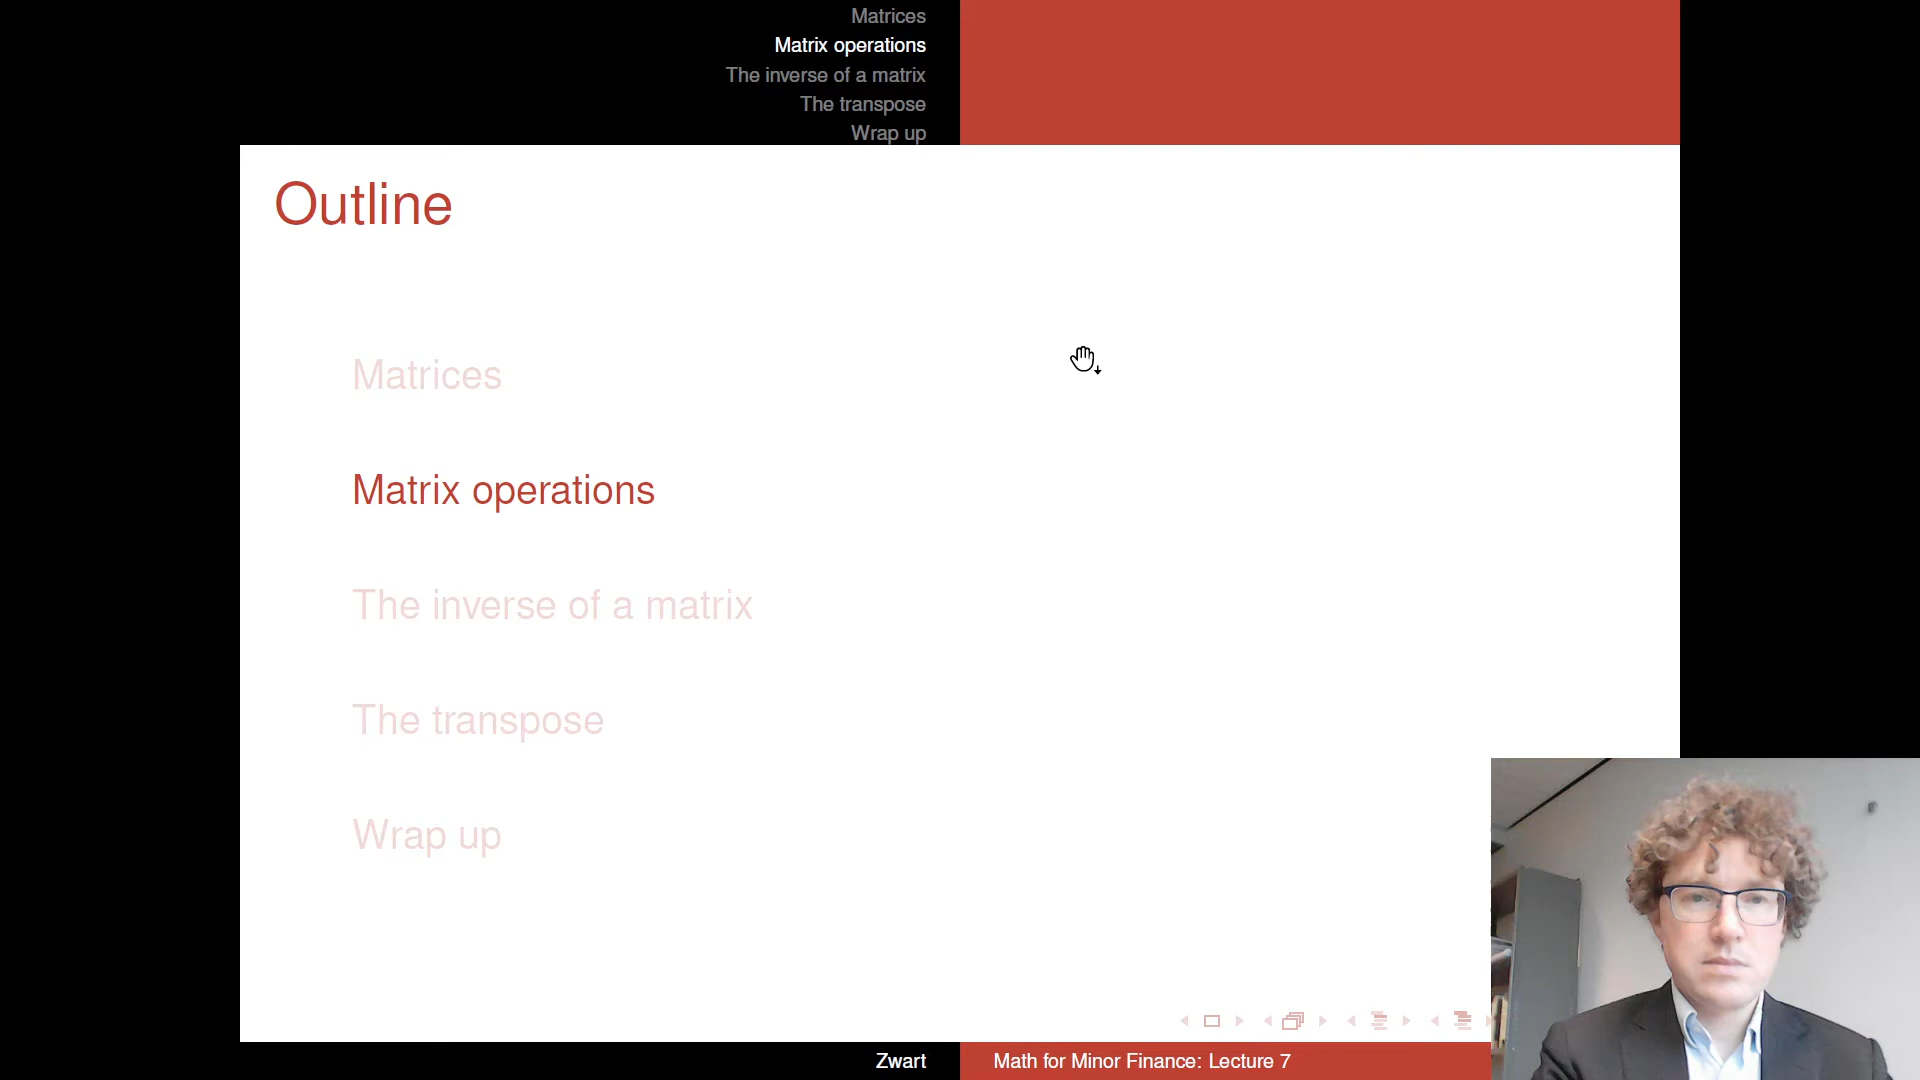 Matrices
Matrix operations
The inverse of a matrix
The transpose
Wrap up
Outline
Matrices
Matrix operations
The inverse of a matrix
The transpose
Wrap up
Zwart
Math for Minor Finance: Lecture 7